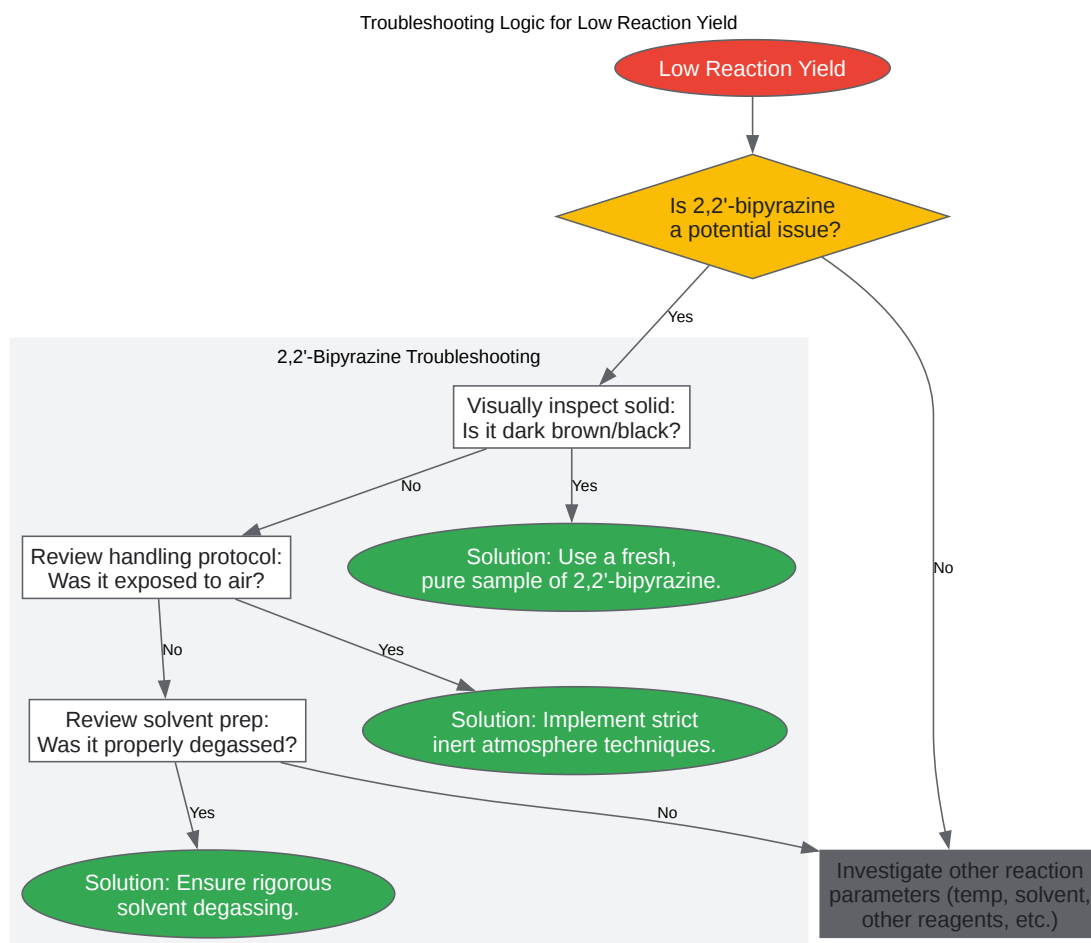 Troubleshooting Logic for Low Reaction Yield
Low Reaction Yield
Is 2,2'-bipyrazine
a potential issue?
Yes
No
2,2'-Bipyrazine Troubleshooting
Visually inspect solid:
Is it dark brown/black?
No
Yes
Review handling protocol:
Was it exposed to air?
Solution: Use a fresh,
pure sample of 2,2'-bipyrazine.
No
Yes
Review solvent prep:
Was it properly degassed?
Solution: Implement strict
inert atmosphere techniques.
Yes
No
Solution: Ensure rigorous
solvent degassing.
Investigate other reaction
parameters (temp, solvent,
other reagents, etc.)